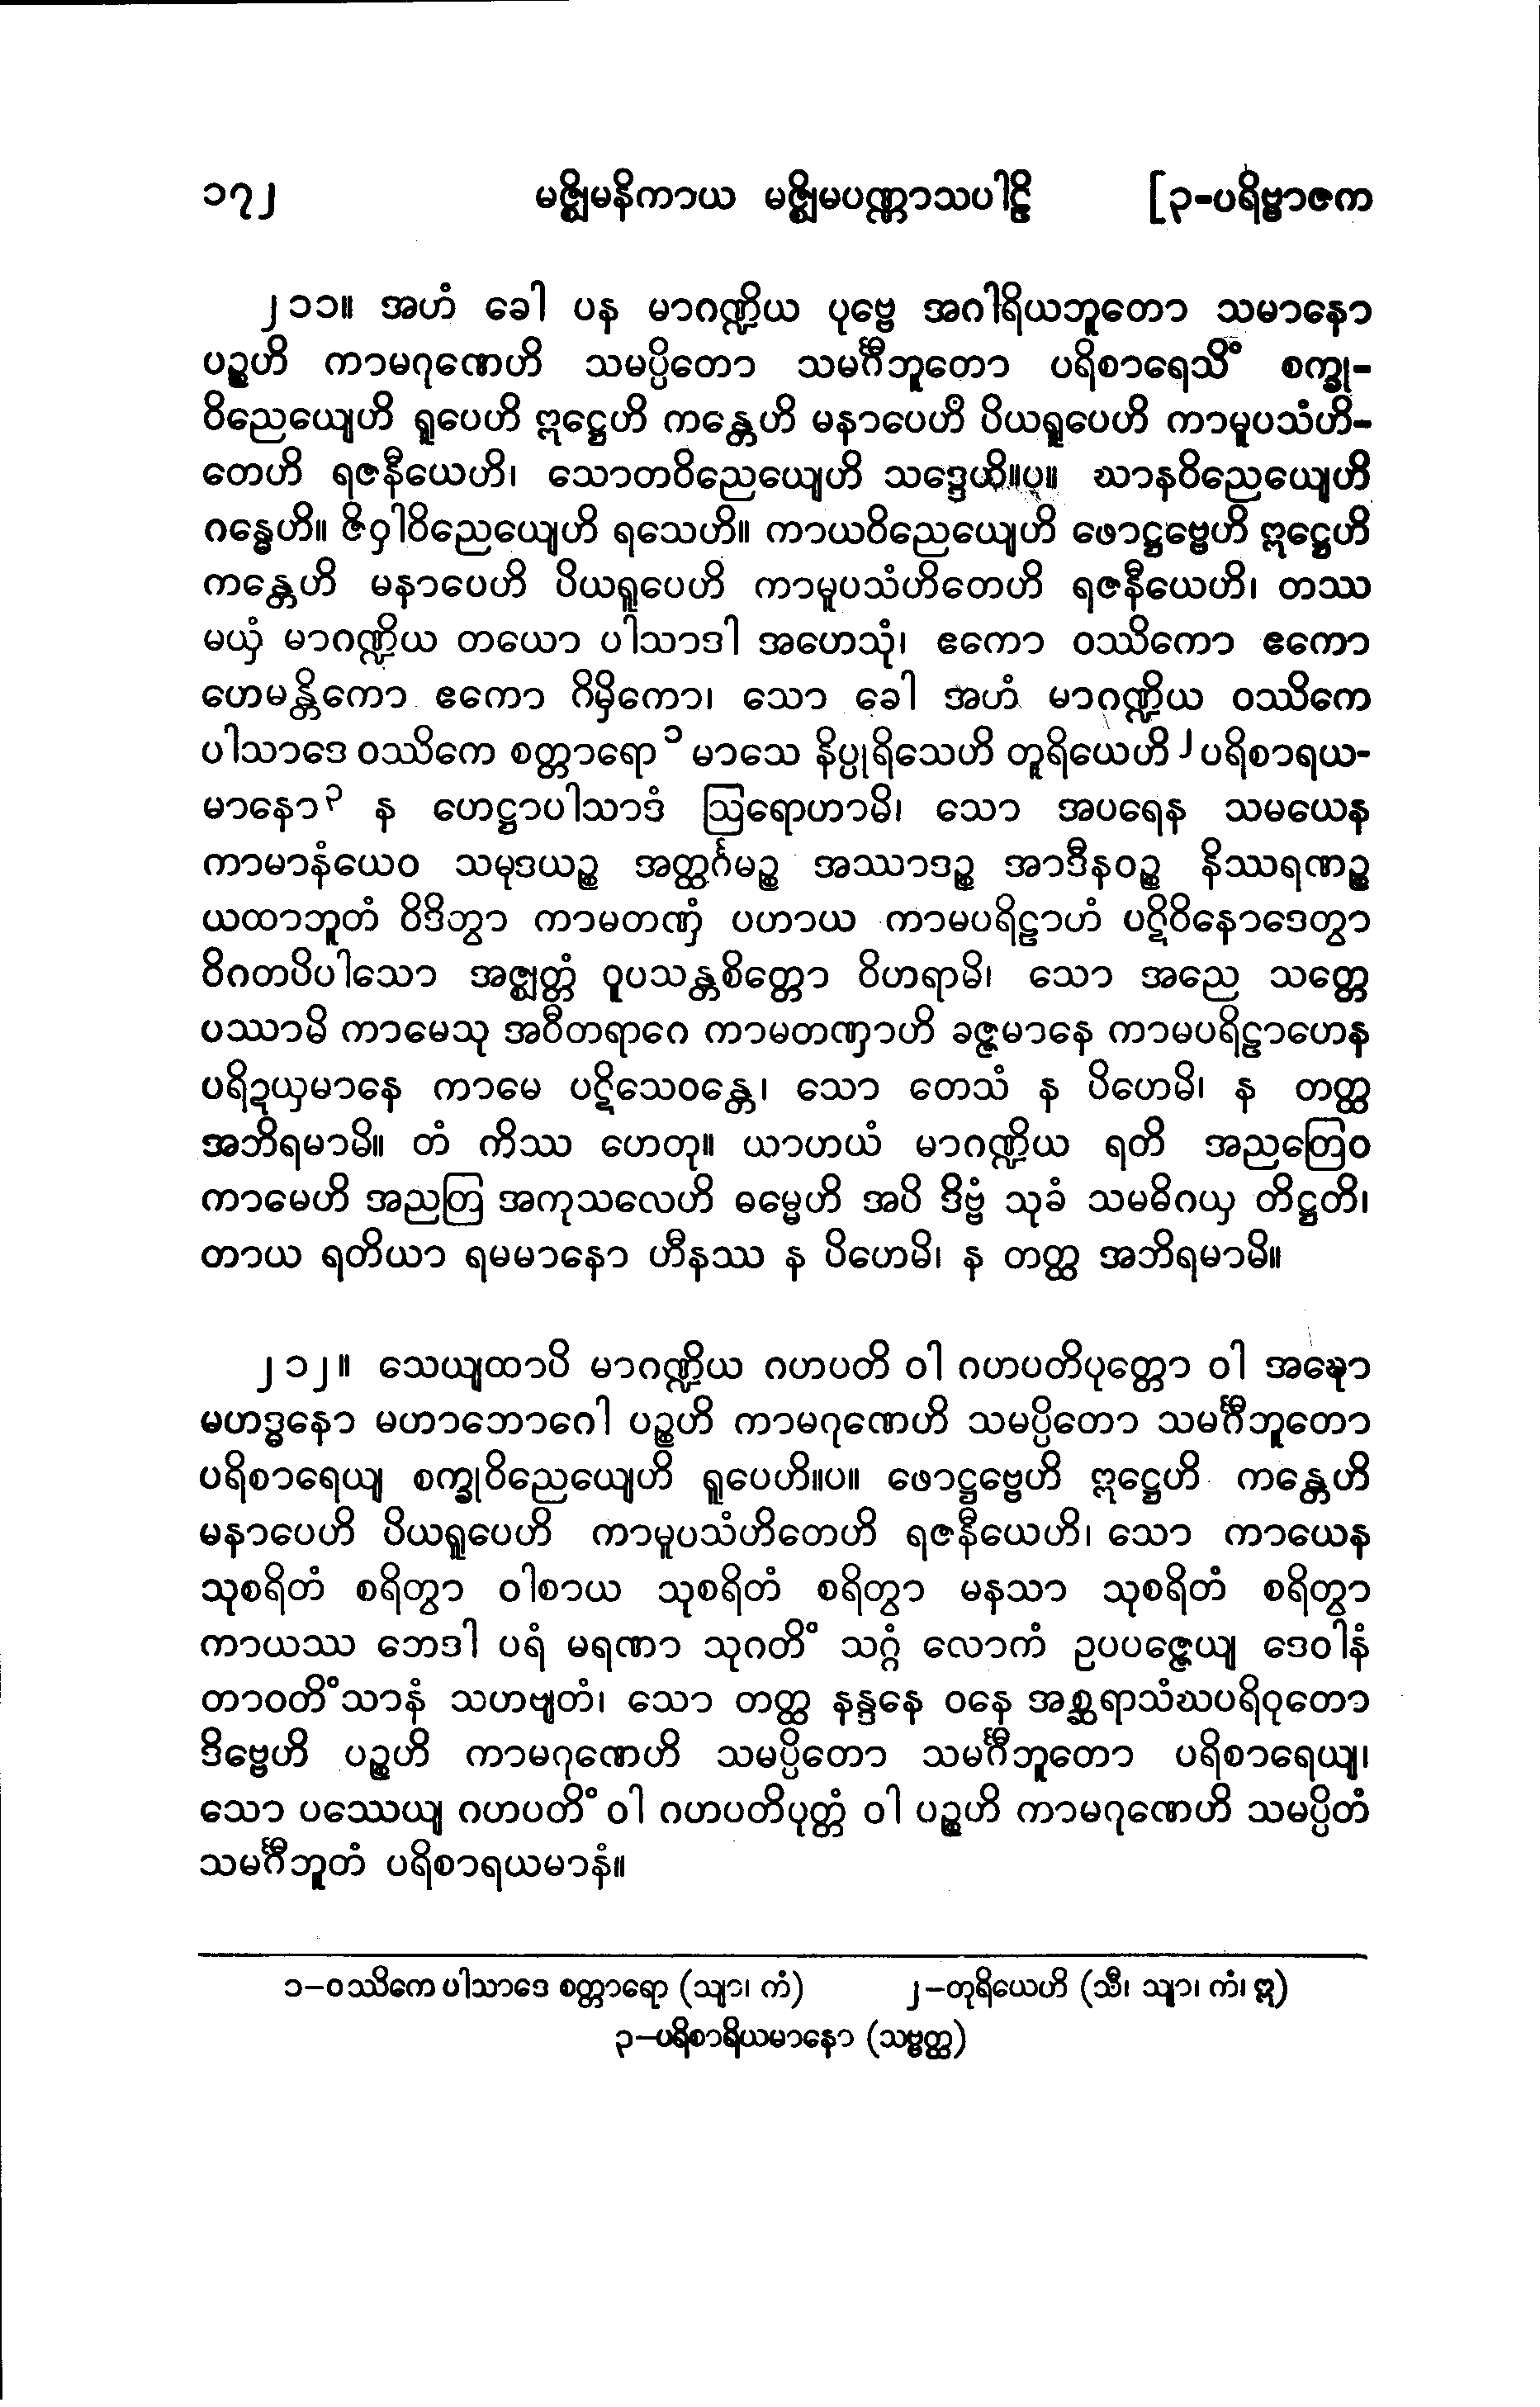 ၁၇၂ မဇ္ဈိမနိကာယ မဇ္ဈိမပဏ္ဏာသပါဠိ [၃-ပရိဗ္ဗာဇက
၂၁၁။ အဟံ ခေါ ပန မာဂဏ္ဍိယ ပုဗ္ဗေ အဂါရိယဘူတော သမာနော
ပဉ္စဟိ ကာမဂုဏေဟိ သမပ္ပိတော သမင်္ဂီဘူတော ပရိစာရေသိံ စက္ခု-
ဝိညေယျေဟိ ရူပေဟိ ဣဋ္ဌေဟိ ကန္တေဟိ မနာပေဟိ ပိယရူပေဟိ ကာမူပသံဟိ-
တေဟိ ရဇနီယေဟိ၊ သောတဝိညေယျေဟိ သဒ္ဒေဟိ။ပ။ ဃာနဝိညေယျေဟိ
ဂန္ဓေဟိ။ ဇိဝှါဝိညေယျေဟိ ရသေဟိ။ ကာယဝိညေယျေဟိ ဖောဋ္ဌဗ္ဗေဟိ ဣဋ္ဌေဟိ
ကန္တေဟိ မနာပေဟိ ပိယရူပေဟိ ကာမူပသံဟိတေဟိ ရဇနီယေဟိ၊ တဿ
မယှံ မာဂဏ္ဍိယ တယော ပါသာဒါ အဟေသုံ၊ ဧကော ဝဿိကော ဧကော
ဟေမန္တိကော ဧကော ဂိမှိကော၊ သော ခေါ အဟံ မာဂဏ္ဍိယ ဝဿိကေ
ပါသာဒေ ဝဿိကေ စတ္တာရော ၁ မာသေ နိပ္ပုရိသေဟိ တူရိယေဟိ ၂ ပရိစာရယ-
မာနော ၃ န ဟေဋ္ဌာပါသာဒံ ဩရောဟာမိ၊ သော အပရေန သမယေန
ကာမာနံယေဝ သမုဒယဉ္စ အတ္ထင်္ဂမဉ္စ အဿာဒဉ္စ အာဒီနဝဉ္စ နိဿရဏဉ္စ
ယထာဘူတံ ဝိဒိတွာ ကာမတဏှံ ပဟာယ ကာမပရိဠာဟံ ပဋိဝိနောဒေတွာ
ဝိဂတပိပါသော အဇ္ဈတ္တံ ဝူပသန္တစိတ္တော ဝိဟရာမိ၊ သော အညေ သတ္တေ
ပဿာမိ ကာမေသု အဝီတရာဂေ ကာမတဏှာဟိ ခဇ္ဇမာနေ ကာမပရိဠာဟေန
ပရိဍယှမာနေ ကာမေ ပဋိသေဝန္တေ၊ သော တေသံ န ပိဟေမိ၊ န တတ္ထ
အဘိရမာမိ။ တံ ကိဿ ဟေတု။ ယာဟယံ မာဂဏ္ဍိယ ရတိ အညတြေဝ
ကာမေဟိ အညတြ အကုသလေဟိ ဓမ္မေဟိ အပိ ဒိဗ္ဗံ သုခံ သမဓိဂယှ တိဋ္ဌတိ၊
တာယ ရတိယာ ရမမာနော ဟီနဿ န ပိဟေမိ၊ န တတ္ထ အဘိရမာမိ။
၂၁၂။ သေယျထာပိ မာဂဏ္ဍိယ ဂဟပတိ ဝါ ဂဟပတိပုတ္တော ဝါ အဍ္ဎော
မဟဒ္ဓနော မဟာဘောဂေါ ပဉ္စဟိ ကာမဂုဏေဟိ သမပ္ပိတော သမင်္ဂီဘူတော
ပရိစာရေယျ စက္ခုဝိညေယျေဟိ ရူပေဟိ။ပ။ ဖောဋ္ဌဗ္ဗေဟိ ဣဋ္ဌေဟိ ကန္တေဟိ
မနာပေဟိ ပိယရူပေဟိ ကာမူပသံဟိတေဟိ ရဇနီယေဟိ၊ သော ကာယေန
သုစရိတံ စရိတွာ ဝါစာယ သုစရိတံ စရိတွာ မနသာ သုစရိတံ စရိတွာ
ကာယဿ ဘေဒါ ပရံ မရဏာ သုဂတိံ သဂ္ဂံ လောကံ ဥပပဇ္ဇေယျ ဒေဝါနံ
တာဝတိံသာနံ သဟဗျတံ၊ သော တတ္ထ နန္ဒနေ ဝနေ အစ္ဆရာသံဃပရိဝုတော
ဒိဗ္ဗေဟိ ပဉ္စဟိ ကာမဂုဏေဟိ သမပ္ပိတော သမင်္ဂီဘူတော ပရိစာရေယျ၊
သော ပဿေယျ ဂဟပတိံ ဝါ ဂဟပတိပုတ္တံ ဝါ ပဉ္စဟိ ကာမဂုဏေဟိ သမပ္ပိတံ
သမင်္ဂီဘူတံ ပရိစာရယမာနံ။
၁-ဝဿိကေ ပါသာဒေ စတ္တာရော (သျာ၊ ကံ) ၂-တုရိယေဟိ (သီ၊ သျာ၊ ကံ၊ ဣ)
၃-ပရိစာရိယမာနော (သဗ္ဗတ္ထ)